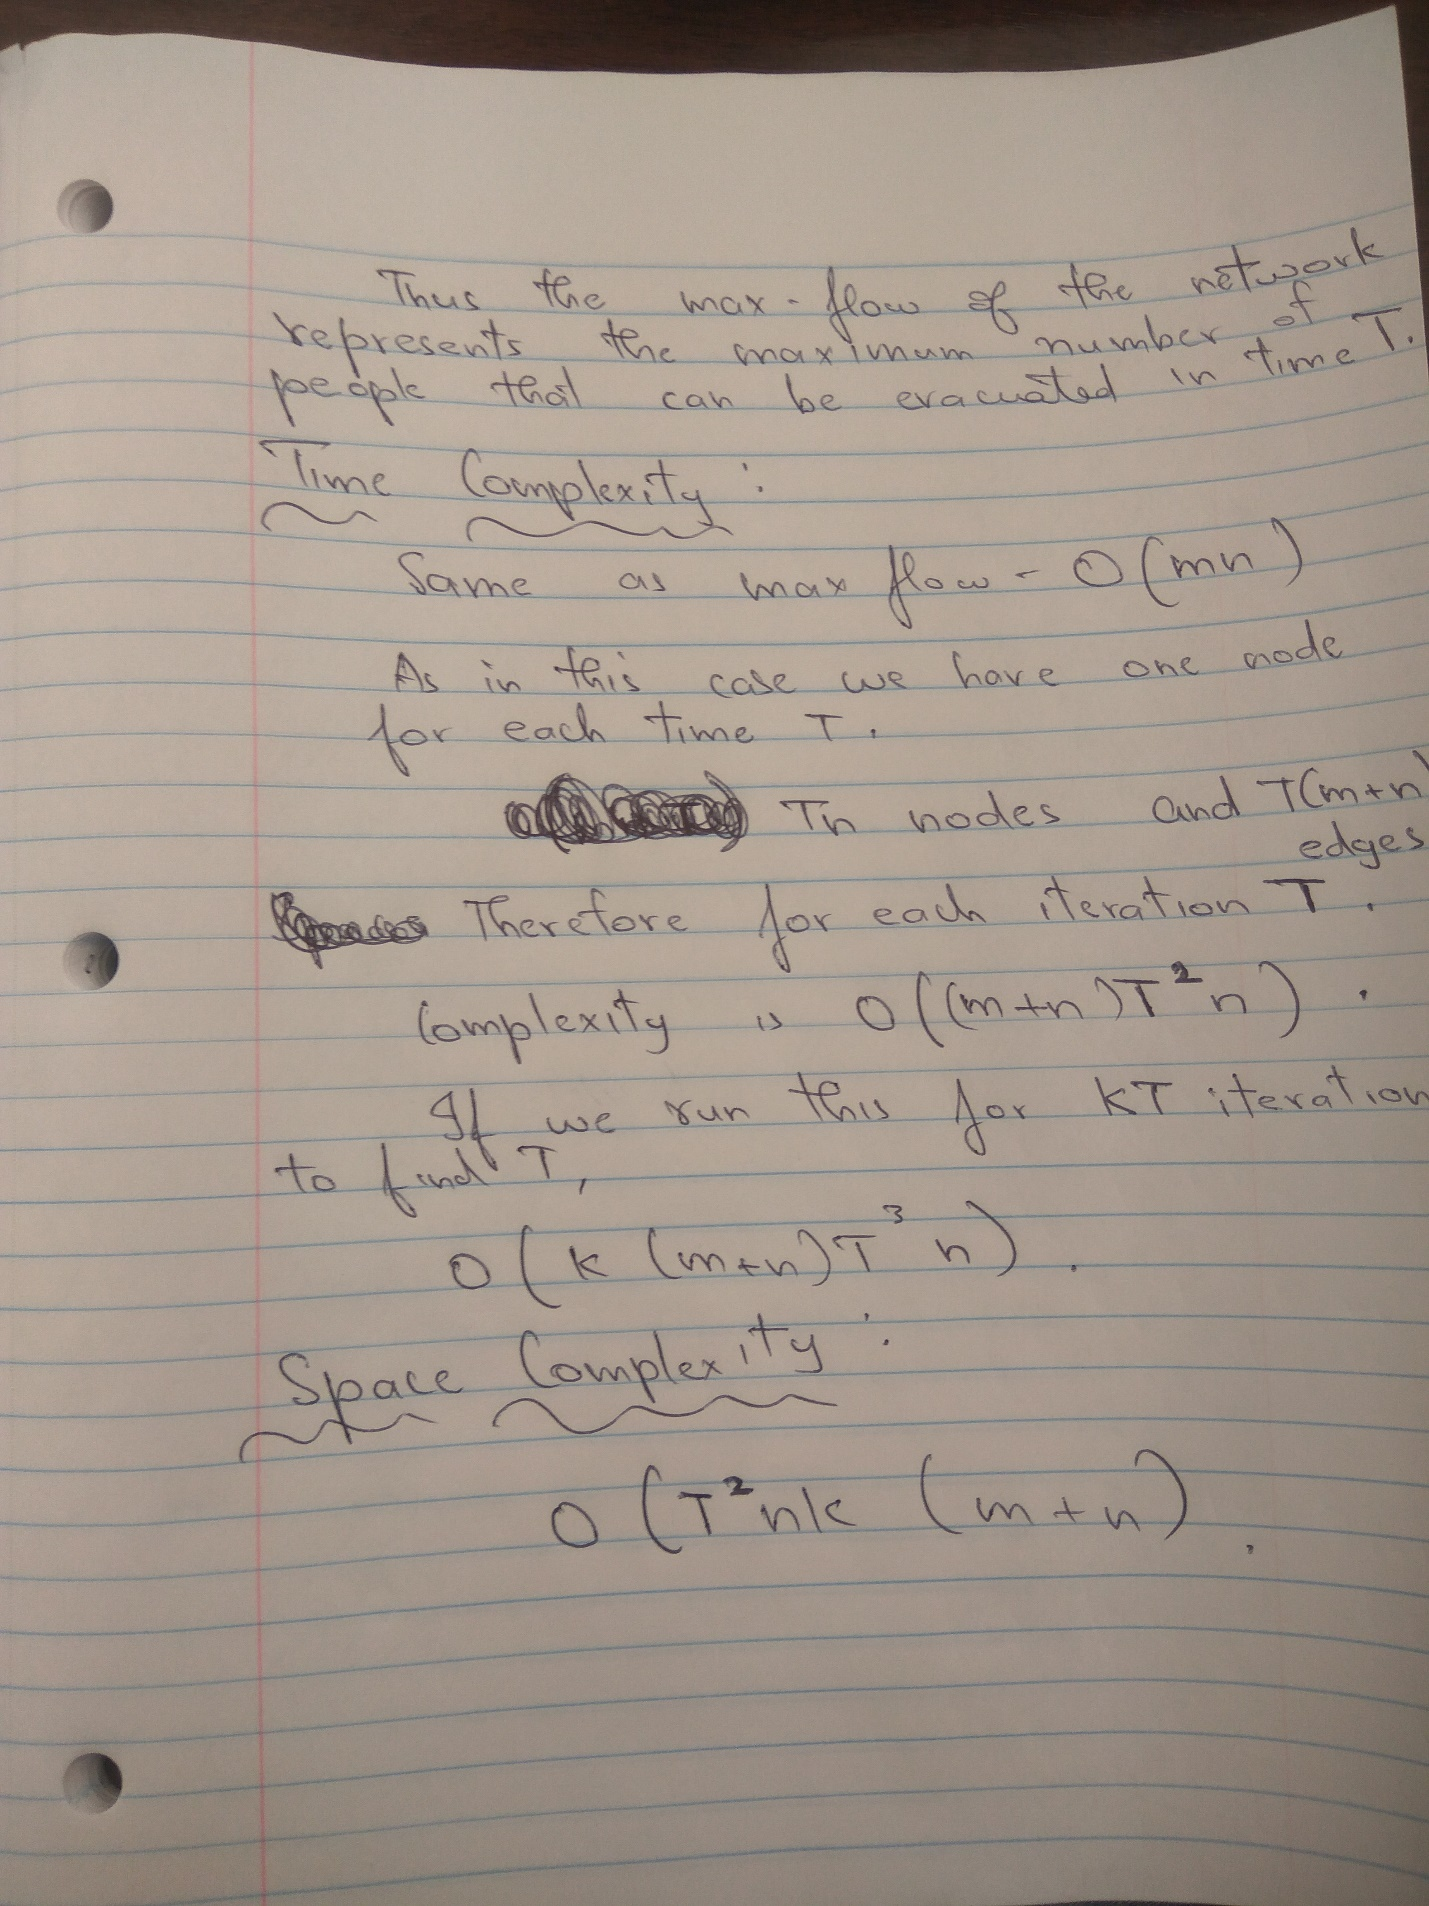 Thus the max-flow of the network
represents the maximum number of
people that can be evacuated in time T.
Time Complexity :
Same as max flow - O(mn)
As in this case we have one node
for each time T.
Tn nodes and T(m+n)
edges
Therefore for each iteration T.
Complexity is O((m+n)T²n).
If we run this for KT iteration
to find T,
O(K(m+n)T³n).
Space Complexity :
O(T²nk(m+n).